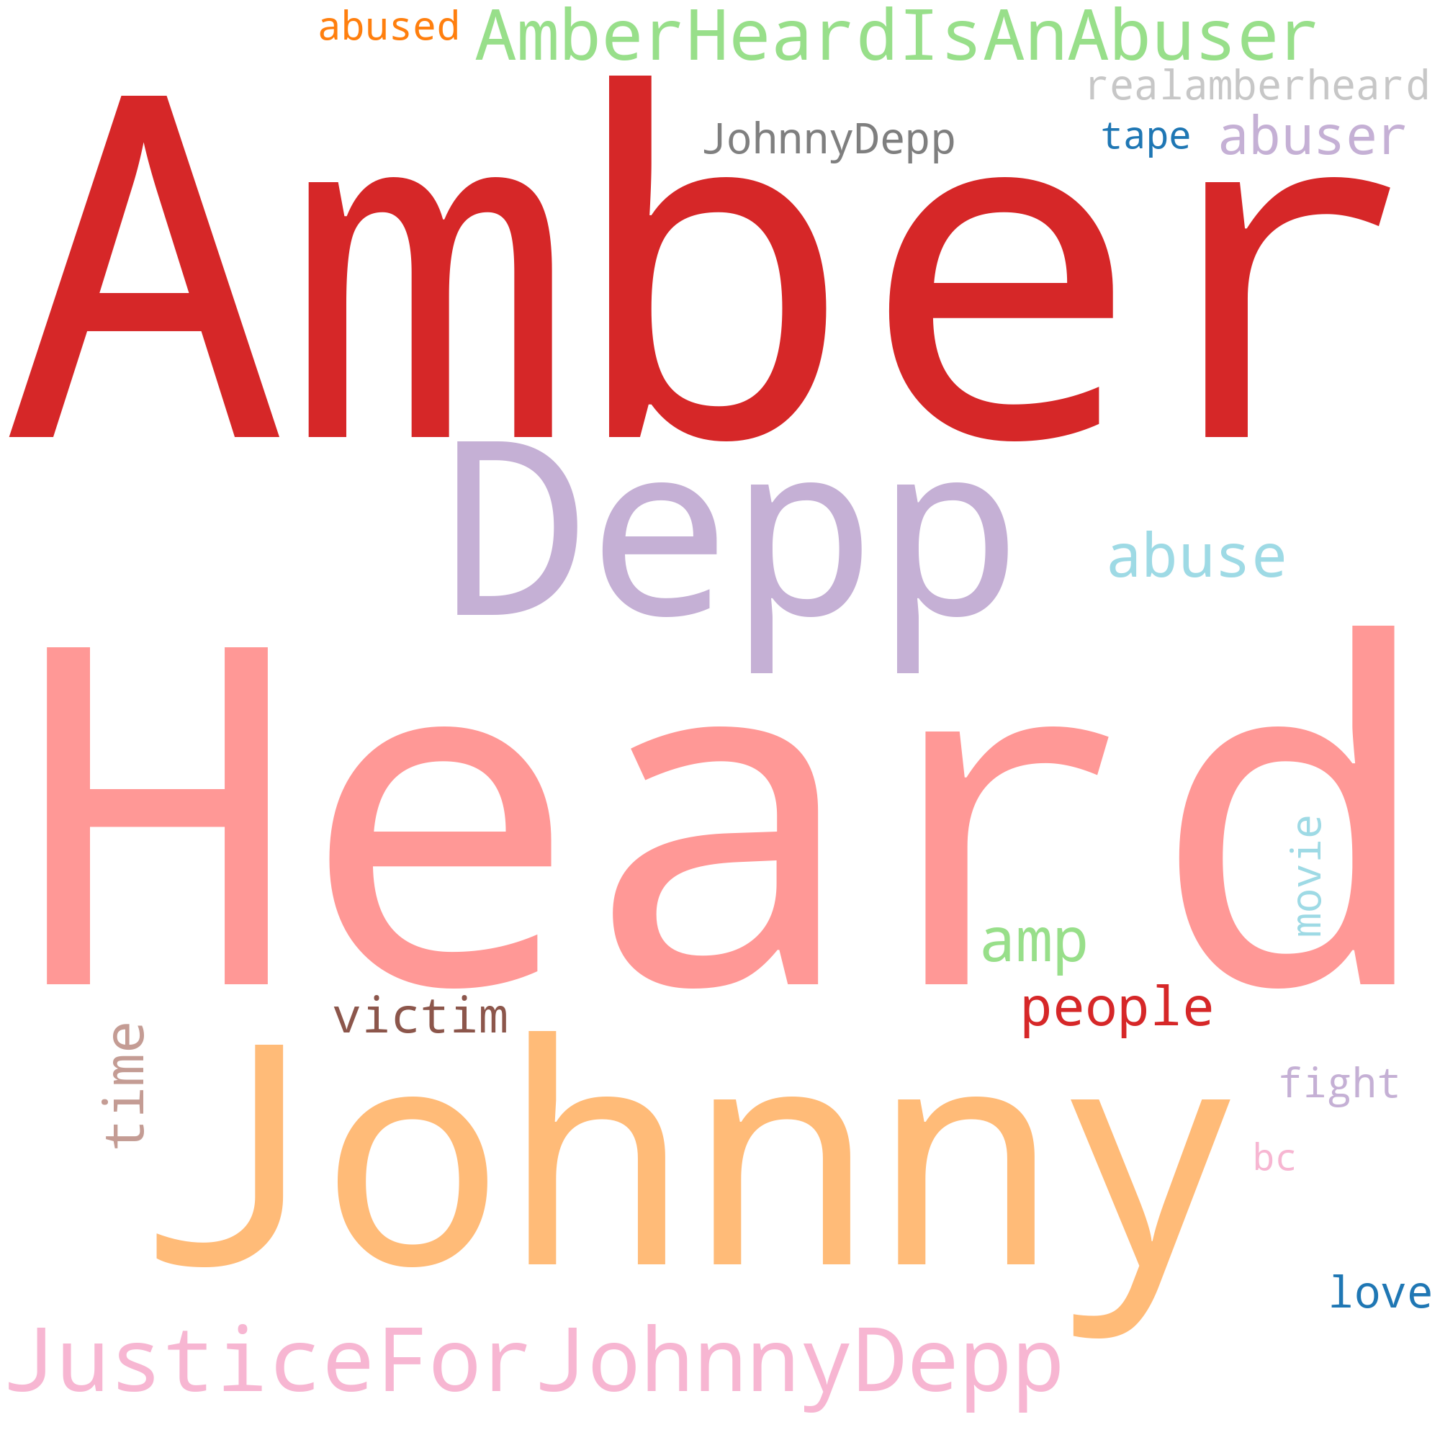 abused AmberHeardIsAnAbuser
realamberheard
JohnnyDepp tape abuser
Amber
Depp
abuse
Heard
movie
amp
victim people
time
fight
Johnny
bc
love
JusticeForJohnnyDepp